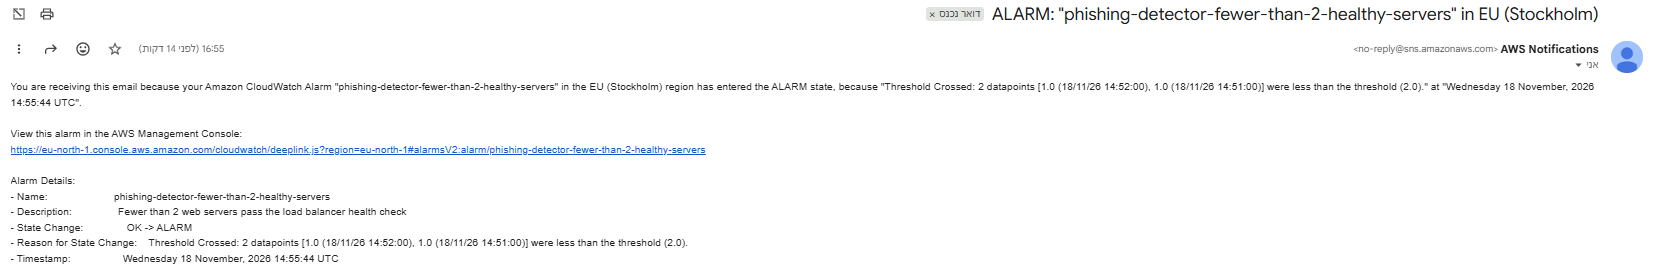 ALARM: "phishing-detector-fewer-than-2-healthy-servers" in EU (Stockholm) דואר נכנס ×
AWS Notifications <no-reply@sns.amazonaws.com> 16:55 (לפני 14 דקות)
אני
You are receiving this email because your Amazon CloudWatch Alarm "phishing-detector-fewer-than-2-healthy-servers" in the EU (Stockholm) region has entered the ALARM state, because "Threshold Crossed: 2 datapoints [1.0 (18/11/26 14:52:00), 1.0 (18/11/26 14:51:00)] were less than the threshold (2.0)." at "Wednesday 18 November, 2026
14:55:44 UTC".
View this alarm in the AWS Management Console:
https://eu-north-1.console.aws.amazon.com/cloudwatch/deeplink.js?region=eu-north-1#alarmsV2:alarm/phishing-detector-fewer-than-2-healthy-servers
Alarm Details:
- Name: phishing-detector-fewer-than-2-healthy-servers
- Description: Fewer than 2 web servers pass the load balancer health check
- State Change: OK -> ALARM
- Reason for State Change: Threshold Crossed: 2 datapoints [1.0 (18/11/26 14:52:00), 1.0 (18/11/26 14:51:00)] were less than the threshold (2.0).
- Timestamp: Wednesday 18 November, 2026 14:55:44 UTC